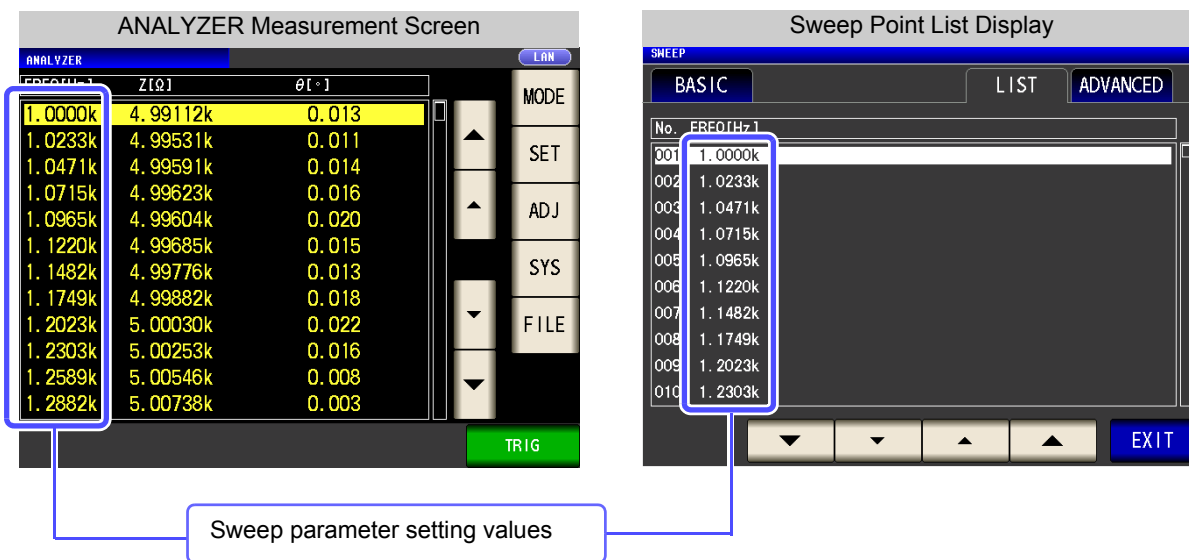 ANALYZER Measurement Screen
ANALYZER
LAN
FREQ[Hz] Z[Ω] θ[°]
1.0000k 4.99112k 0.013
1.0233k 4.99531k 0.011
1.0471k 4.99591k 0.014
1.0715k 4.99623k 0.016
1.0965k 4.99604k 0.020
1.1220k 4.99685k 0.015
1.1482k 4.99776k 0.013
1.1749k 4.99882k 0.018
1.2023k 5.00030k 0.022
1.2303k 5.00253k 0.016
1.2589k 5.00546k 0.008
1.2882k 5.00738k 0.003
MODE
SET
ADJ
SYS
FILE
TRIG
Sweep Point List Display
SWEEP
BASIC LIST ADVANCED
No. FREQ[Hz]
001 1.0000k
002 1.0233k
003 1.0471k
004 1.0715k
005 1.0965k
006 1.1220k
007 1.1482k
008 1.1749k
009 1.2023k
010 1.2303k
EXIT
Sweep parameter setting values